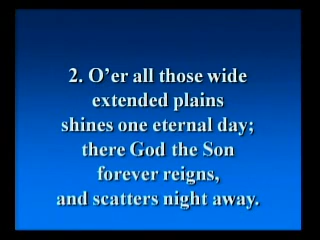 2. O’er all those wide
extended plains
shines one eternal day;
there God the Son
forever reigns,
and scatters night away.